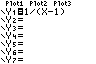 Plot1 Plot2 Plot3
\Y1=1/(X-1)
\Y2=
\Y3=
\Y4=
\Y5=
\Y6=
\Y7=